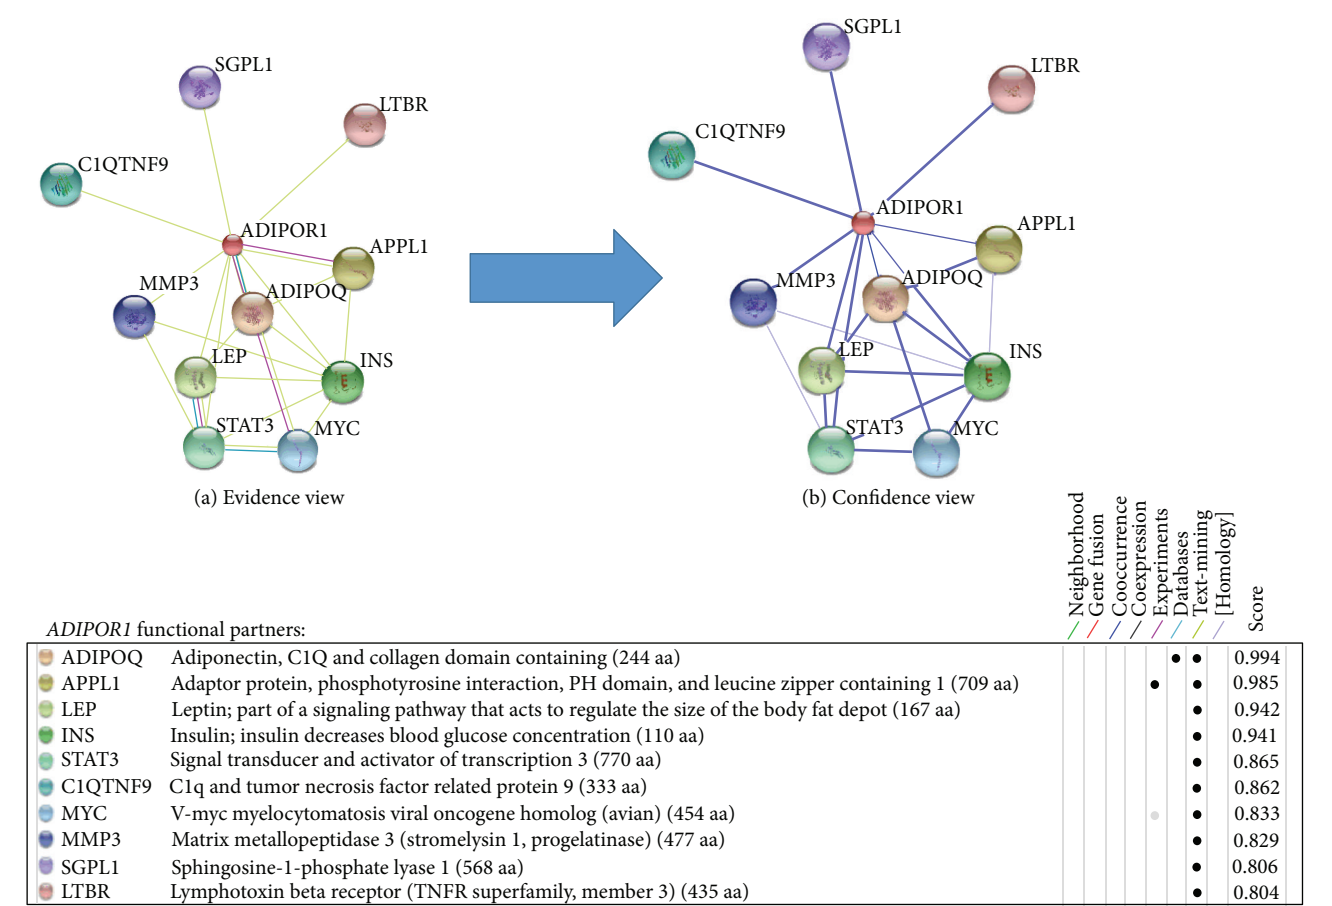 SGPL1
LTBR
C1QTNF9
ADIPOR1
APPL1
MMP3
ADIPOQ
LEP
INS
STAT3
MYC
(a) Evidence view
SGPL1
LTBR
C1QTNF9
ADIPOR1
APPL1
MMP3
ADIPOQ
LEP
INS
STAT3
MYC
(b) Confidence view
Neighborhood
Gene fusion
Cooccurrence
Coexpression
Experiments
Databases
Text-mining
[Homology]
Score
ADIPOR1 functional partners:
ADIPOQ Adiponectin, C1Q and collagen domain containing (244 aa) 0.994
APPL1 Adaptor protein, phosphotyrosine interaction, PH domain, and leucine zipper containing 1 (709 aa) 0.985
LEP Leptin; part of a signaling pathway that acts to regulate the size of the body fat depot (167 aa) 0.942
INS Insulin; insulin decreases blood glucose concentration (110 aa) 0.941
STAT3 Signal transducer and activator of transcription 3 (770 aa) 0.865
C1QTNF9 C1q and tumor necrosis factor related protein 9 (333 aa) 0.862
MYC V-myc myelocytomatosis viral oncogene homolog (avian) (454 aa) 0.833
MMP3 Matrix metallopeptidase 3 (stromelysin 1, progelatinase) (477 aa) 0.829
SGPL1 Sphingosine-1-phosphate lyase 1 (568 aa) 0.806
LTBR Lymphotoxin beta receptor (TNFR superfamily, member 3) (435 aa) 0.804